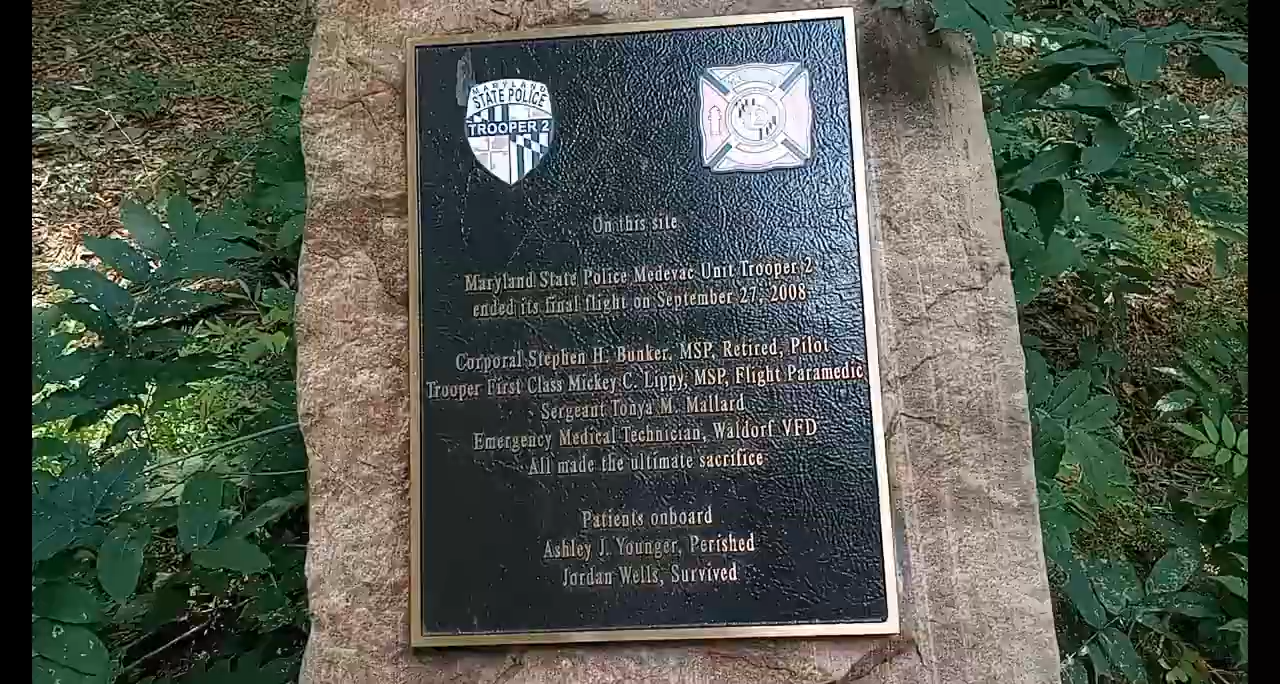 MARYLAND
STATE POLICE
TROOPER 2
On this site
Maryland State Police Medevac Unit Trooper 2
ended its final flight on September 27, 2008
Corporal Stephen H. Bunker, MSP, Retired, Pilot
Trooper First Class Mickey C. Lippy, MSP, Flight Paramedic
Sergeant Tonya M. Mallard
Emergency Medical Technician, Waldorf VFD
All made the ultimate sacrifice
Patients onboard
Ashley J. Younger, Perished
Jordan Wells, Survived